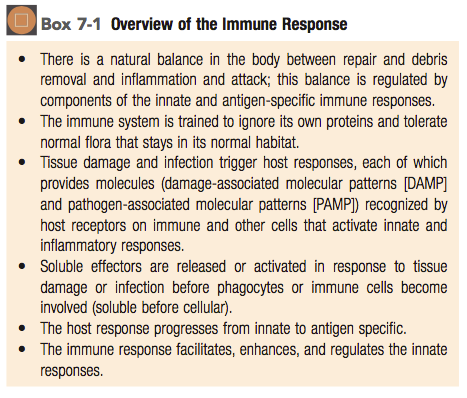 Box 7-1 Overview of the Immune Response
• There is a natural balance in the body between repair and debris
removal and inflammation and attack; this balance is regulated by
components of the innate and antigen-specific immune responses.
• The immune system is trained to ignore its own proteins and tolerate
normal flora that stays in its normal habitat.
• Tissue damage and infection trigger host responses, each of which
provides molecules (damage-associated molecular patterns [DAMP]
and pathogen-associated molecular patterns [PAMP]) recognized by
host receptors on immune and other cells that activate innate and
inflammatory responses.
• Soluble effectors are released or activated in response to tissue
damage or infection before phagocytes or immune cells become
involved (soluble before cellular).
• The host response progresses from innate to antigen specific.
• The immune response facilitates, enhances, and regulates the innate
responses.